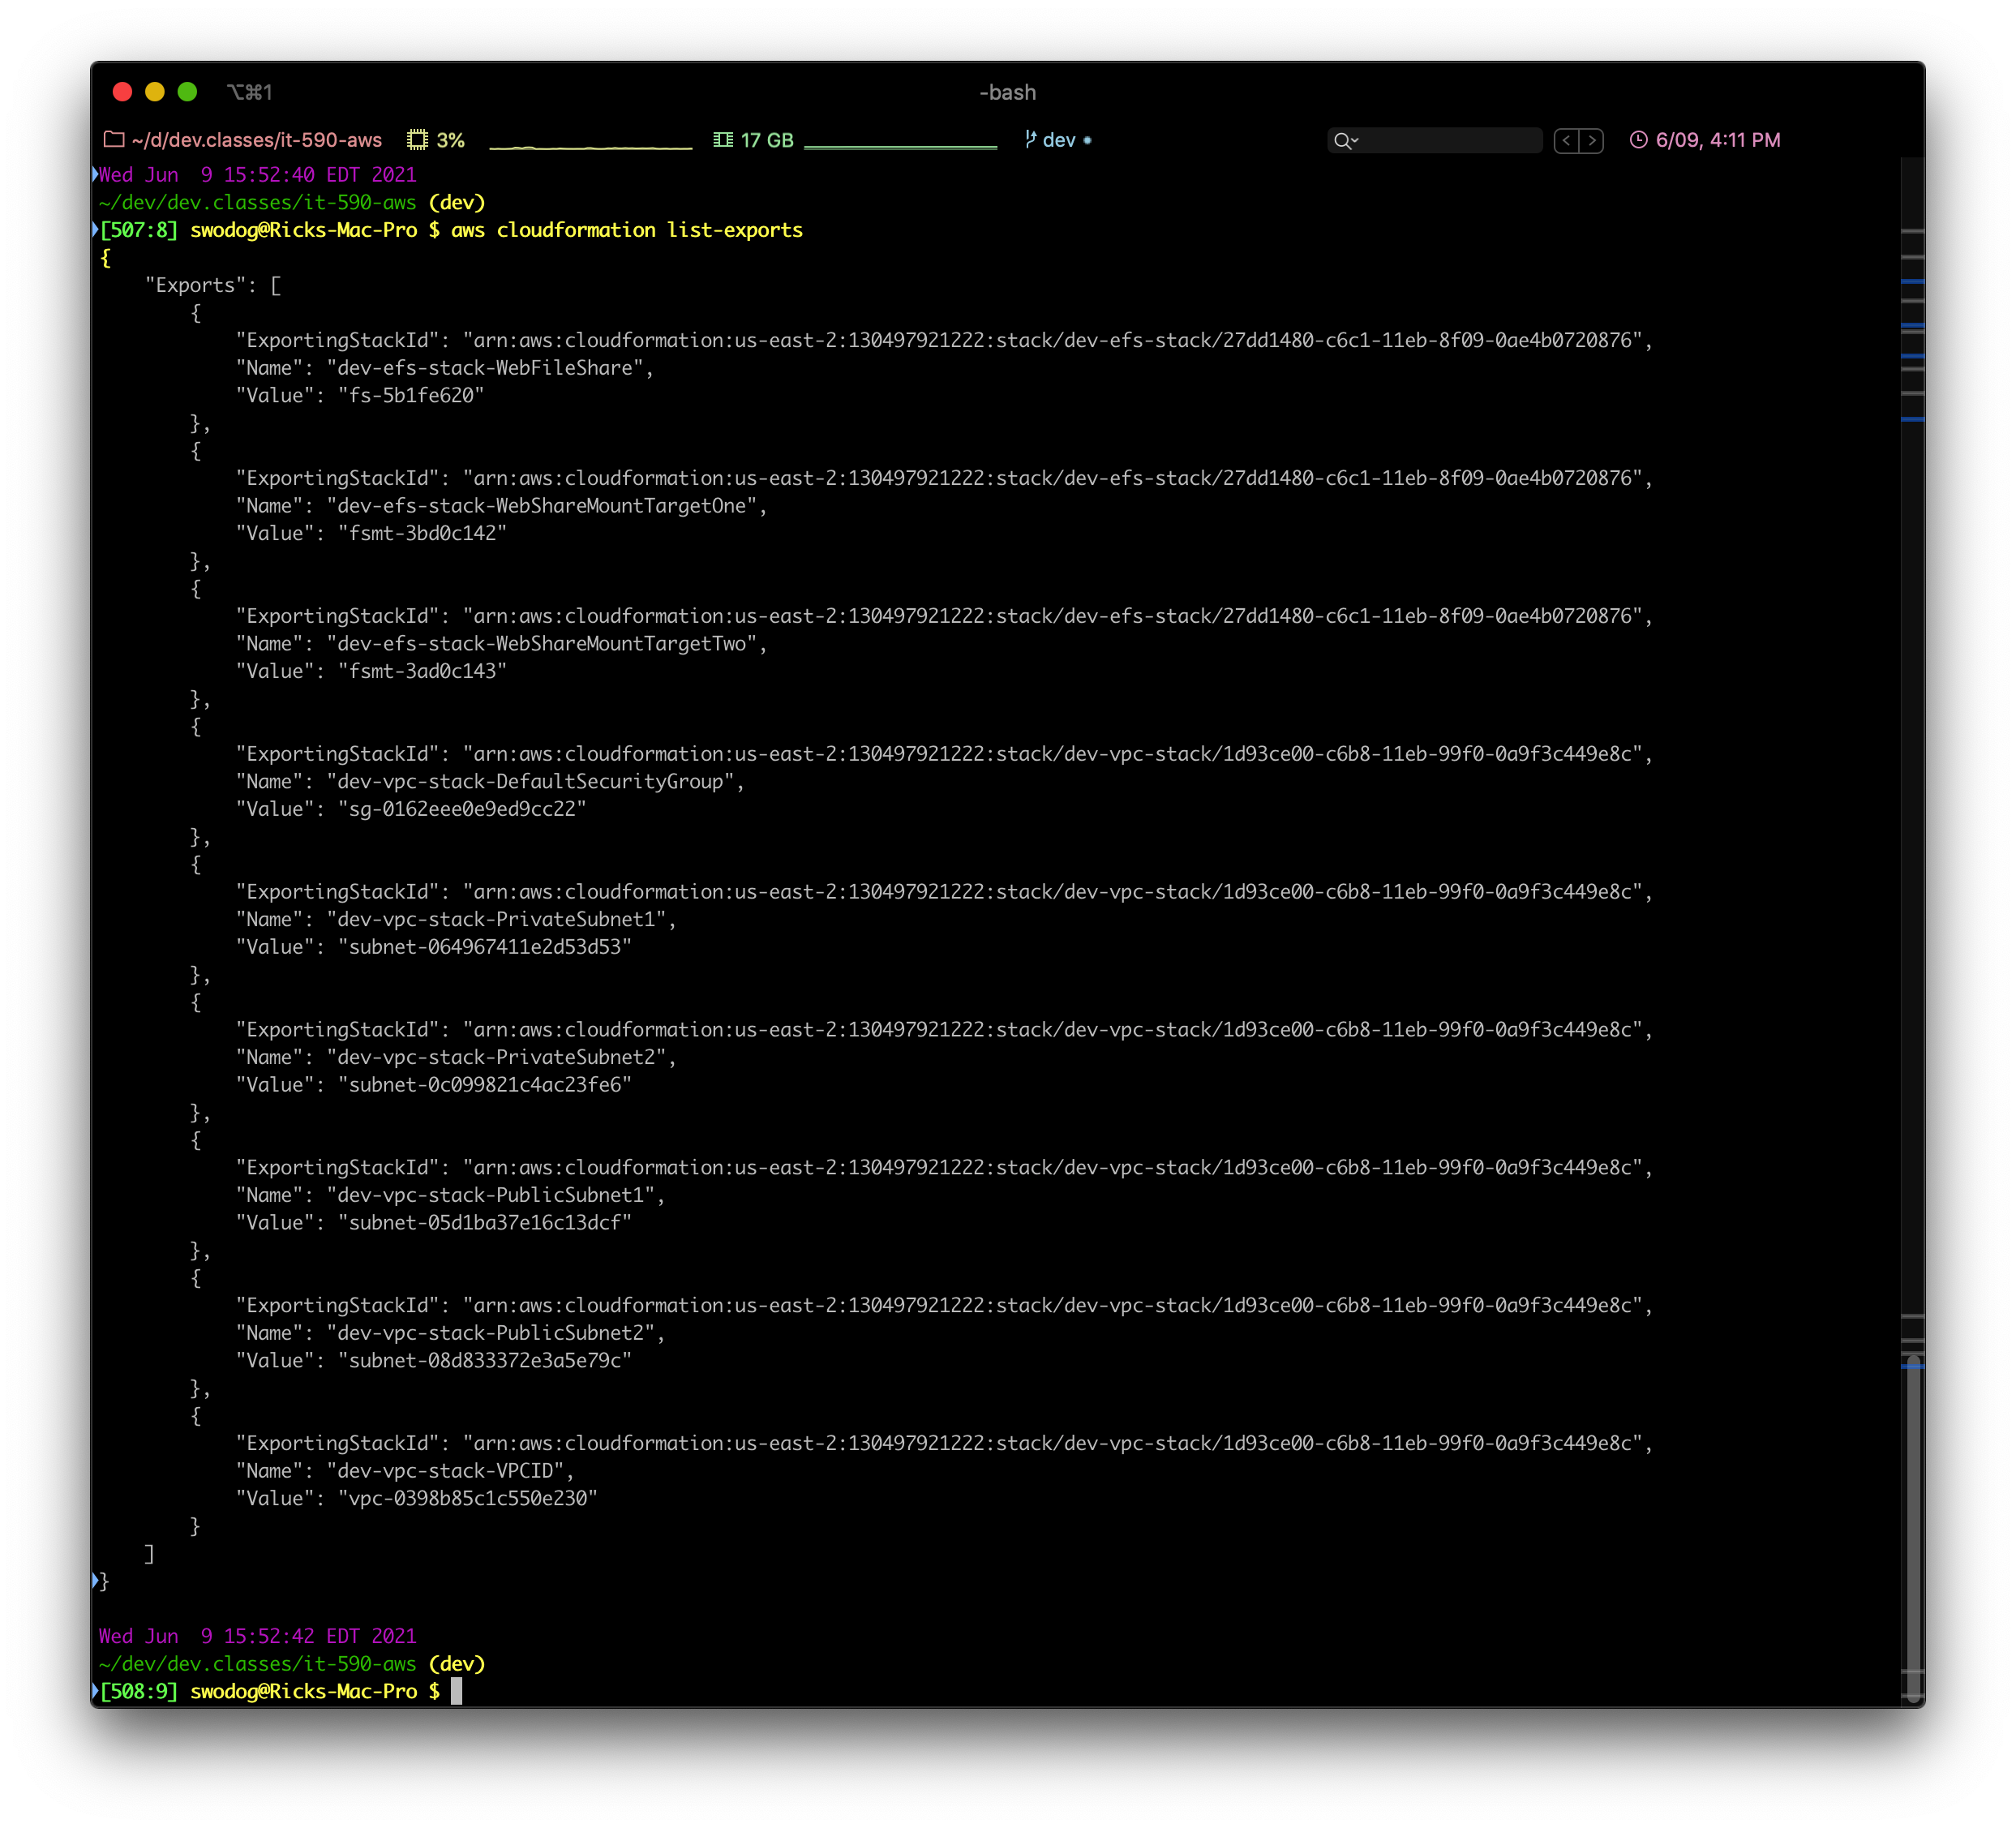 ⌥⌘1 -bash
~/d/dev.classes/it-590-aws 3% 17 GB dev 6/09, 4:11 PM
Wed Jun  9 15:52:40 EDT 2021
~/dev/dev.classes/it-590-aws (dev)
[507:8] swodog@Ricks-Mac-Pro $ aws cloudformation list-exports
{
    "Exports": [
        {
            "ExportingStackId": "arn:aws:cloudformation:us-east-2:130497921222:stack/dev-efs-stack/27dd1480-c6c1-11eb-8f09-0ae4b0720876",
            "Name": "dev-efs-stack-WebFileShare",
            "Value": "fs-5b1fe620"
        },
        {
            "ExportingStackId": "arn:aws:cloudformation:us-east-2:130497921222:stack/dev-efs-stack/27dd1480-c6c1-11eb-8f09-0ae4b0720876",
            "Name": "dev-efs-stack-WebShareMountTargetOne",
            "Value": "fsmt-3bd0c142"
        },
        {
            "ExportingStackId": "arn:aws:cloudformation:us-east-2:130497921222:stack/dev-efs-stack/27dd1480-c6c1-11eb-8f09-0ae4b0720876",
            "Name": "dev-efs-stack-WebShareMountTargetTwo",
            "Value": "fsmt-3ad0c143"
        },
        {
            "ExportingStackId": "arn:aws:cloudformation:us-east-2:130497921222:stack/dev-vpc-stack/1d93ce00-c6b8-11eb-99f0-0a9f3c449e8c",
            "Name": "dev-vpc-stack-DefaultSecurityGroup",
            "Value": "sg-0162eee0e9ed9cc22"
        },
        {
            "ExportingStackId": "arn:aws:cloudformation:us-east-2:130497921222:stack/dev-vpc-stack/1d93ce00-c6b8-11eb-99f0-0a9f3c449e8c",
            "Name": "dev-vpc-stack-PrivateSubnet1",
            "Value": "subnet-064967411e2d53d53"
        },
        {
            "ExportingStackId": "arn:aws:cloudformation:us-east-2:130497921222:stack/dev-vpc-stack/1d93ce00-c6b8-11eb-99f0-0a9f3c449e8c",
            "Name": "dev-vpc-stack-PrivateSubnet2",
            "Value": "subnet-0c099821c4ac23fe6"
        },
        {
            "ExportingStackId": "arn:aws:cloudformation:us-east-2:130497921222:stack/dev-vpc-stack/1d93ce00-c6b8-11eb-99f0-0a9f3c449e8c",
            "Name": "dev-vpc-stack-PublicSubnet1",
            "Value": "subnet-05d1ba37e16c13dcf"
        },
        {
            "ExportingStackId": "arn:aws:cloudformation:us-east-2:130497921222:stack/dev-vpc-stack/1d93ce00-c6b8-11eb-99f0-0a9f3c449e8c",
            "Name": "dev-vpc-stack-PublicSubnet2",
            "Value": "subnet-08d833372e3a5e79c"
        },
        {
            "ExportingStackId": "arn:aws:cloudformation:us-east-2:130497921222:stack/dev-vpc-stack/1d93ce00-c6b8-11eb-99f0-0a9f3c449e8c",
            "Name": "dev-vpc-stack-VPCID",
            "Value": "vpc-0398b85c1c550e230"
        }
    ]
}
Wed Jun  9 15:52:42 EDT 2021
~/dev/dev.classes/it-590-aws (dev)
[508:9] swodog@Ricks-Mac-Pro $